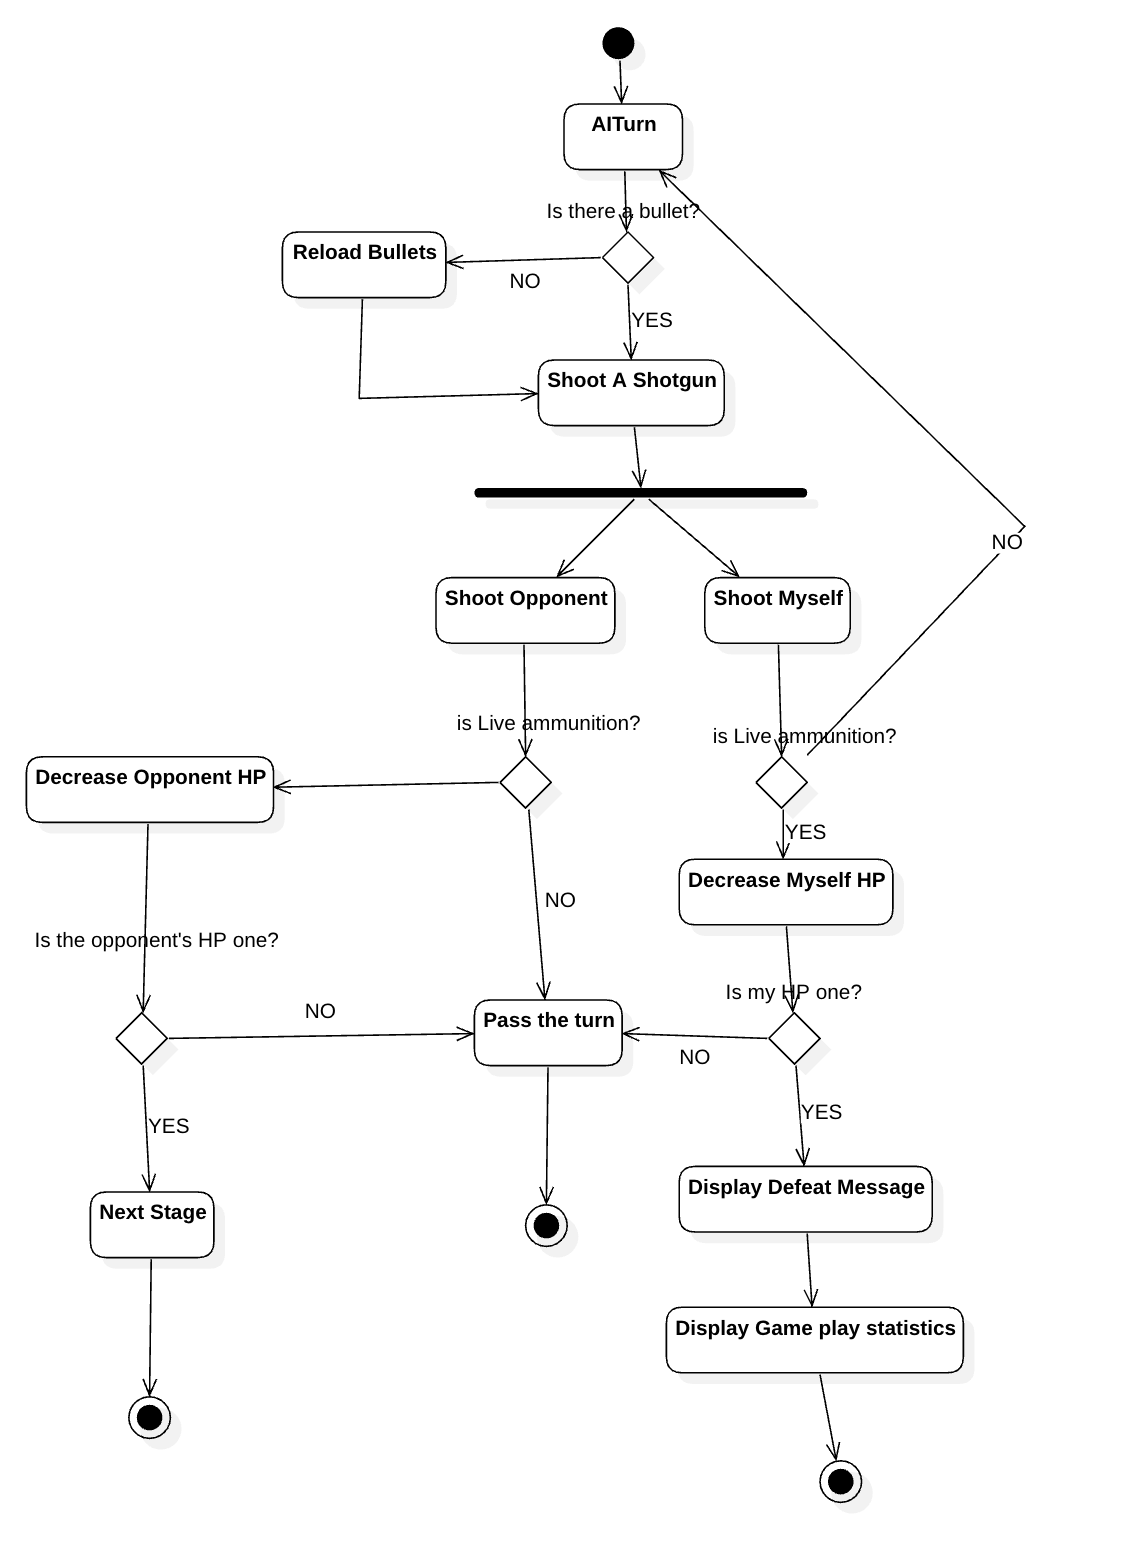 AITurn
Is there a bullet?
Reload Bullets
NO
YES
Shoot A Shotgun
NO
Shoot Opponent
Shoot Myself
is Live ammunition?
is Live ammunition?
Decrease Opponent HP
YES
Decrease Myself HP
NO
Is the opponent's HP one?
Is my HP one?
NO
Pass the turn
NO
YES
YES
Display Defeat Message
Next Stage
Display Game play statistics